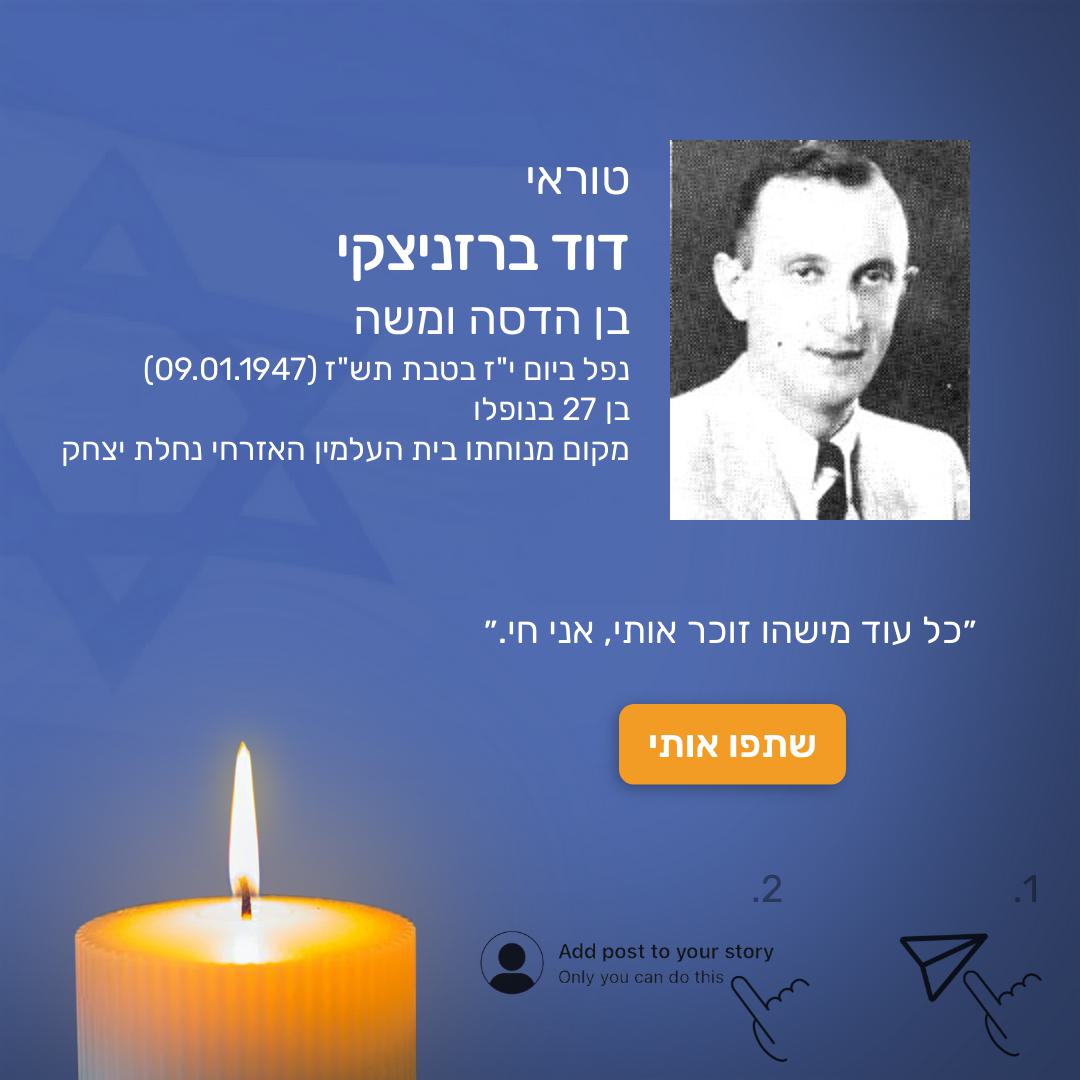 טוראי
דוד ברזניצקי
בן הדסה ומשה
נפל ביום י"ז בטבת תש"ז (09.01.1947)
בן 27 בנופלו
מקום מנוחתו בית העלמין האזרחי נחלת יצחק
״כל עוד מישהו זוכר אותי, אני חי.״
שתפו אותי
1.
2.
Add post to your story
Only you can do this